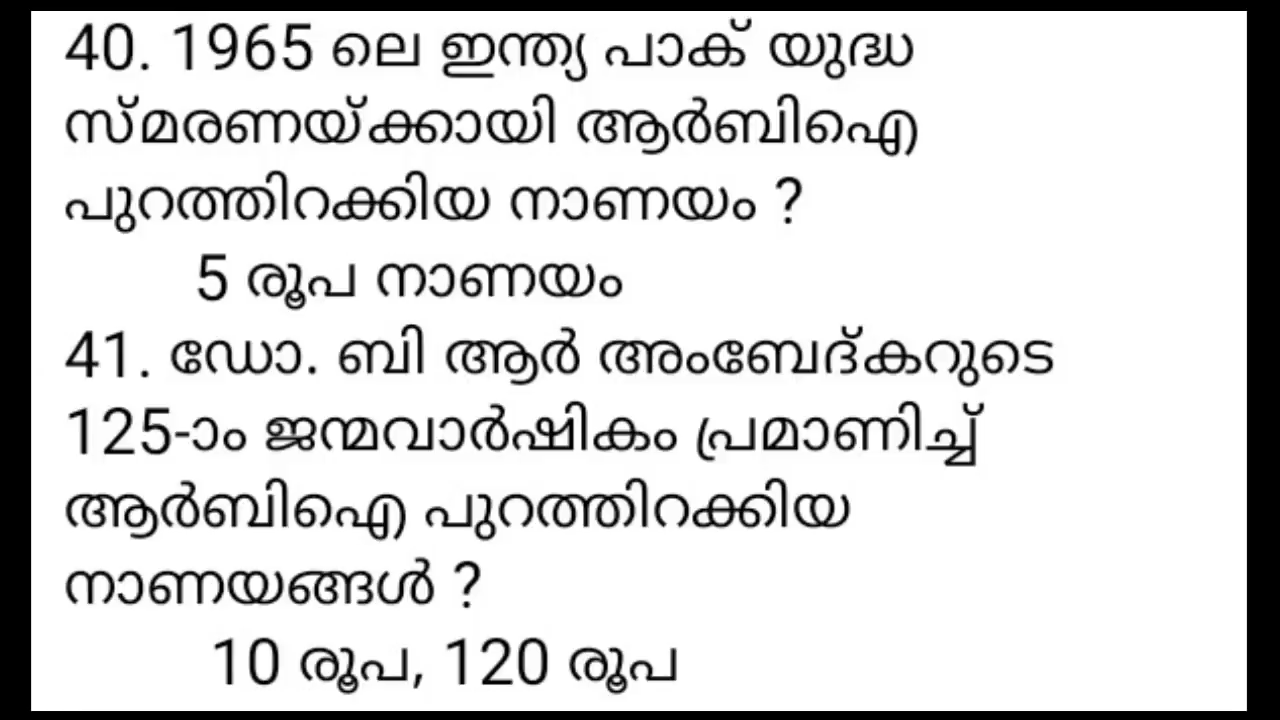 40. 1965 ലെ ഇന്ത്യ പാക് യുദ്ധ
സ്മരണയ്ക്കായി ആർബിഐ
പുറത്തിറക്കിയ നാണയം ?
5 രൂപ നാണയം
41. ഡോ. ബി ആർ അംബേദ്കറുടെ
125-ാം ജന്മവാർഷികം പ്രമാണിച്ച്
ആർബിഐ പുറത്തിറക്കിയ
നാണയങ്ങൾ ?
10 രൂപ, 120 രൂപ